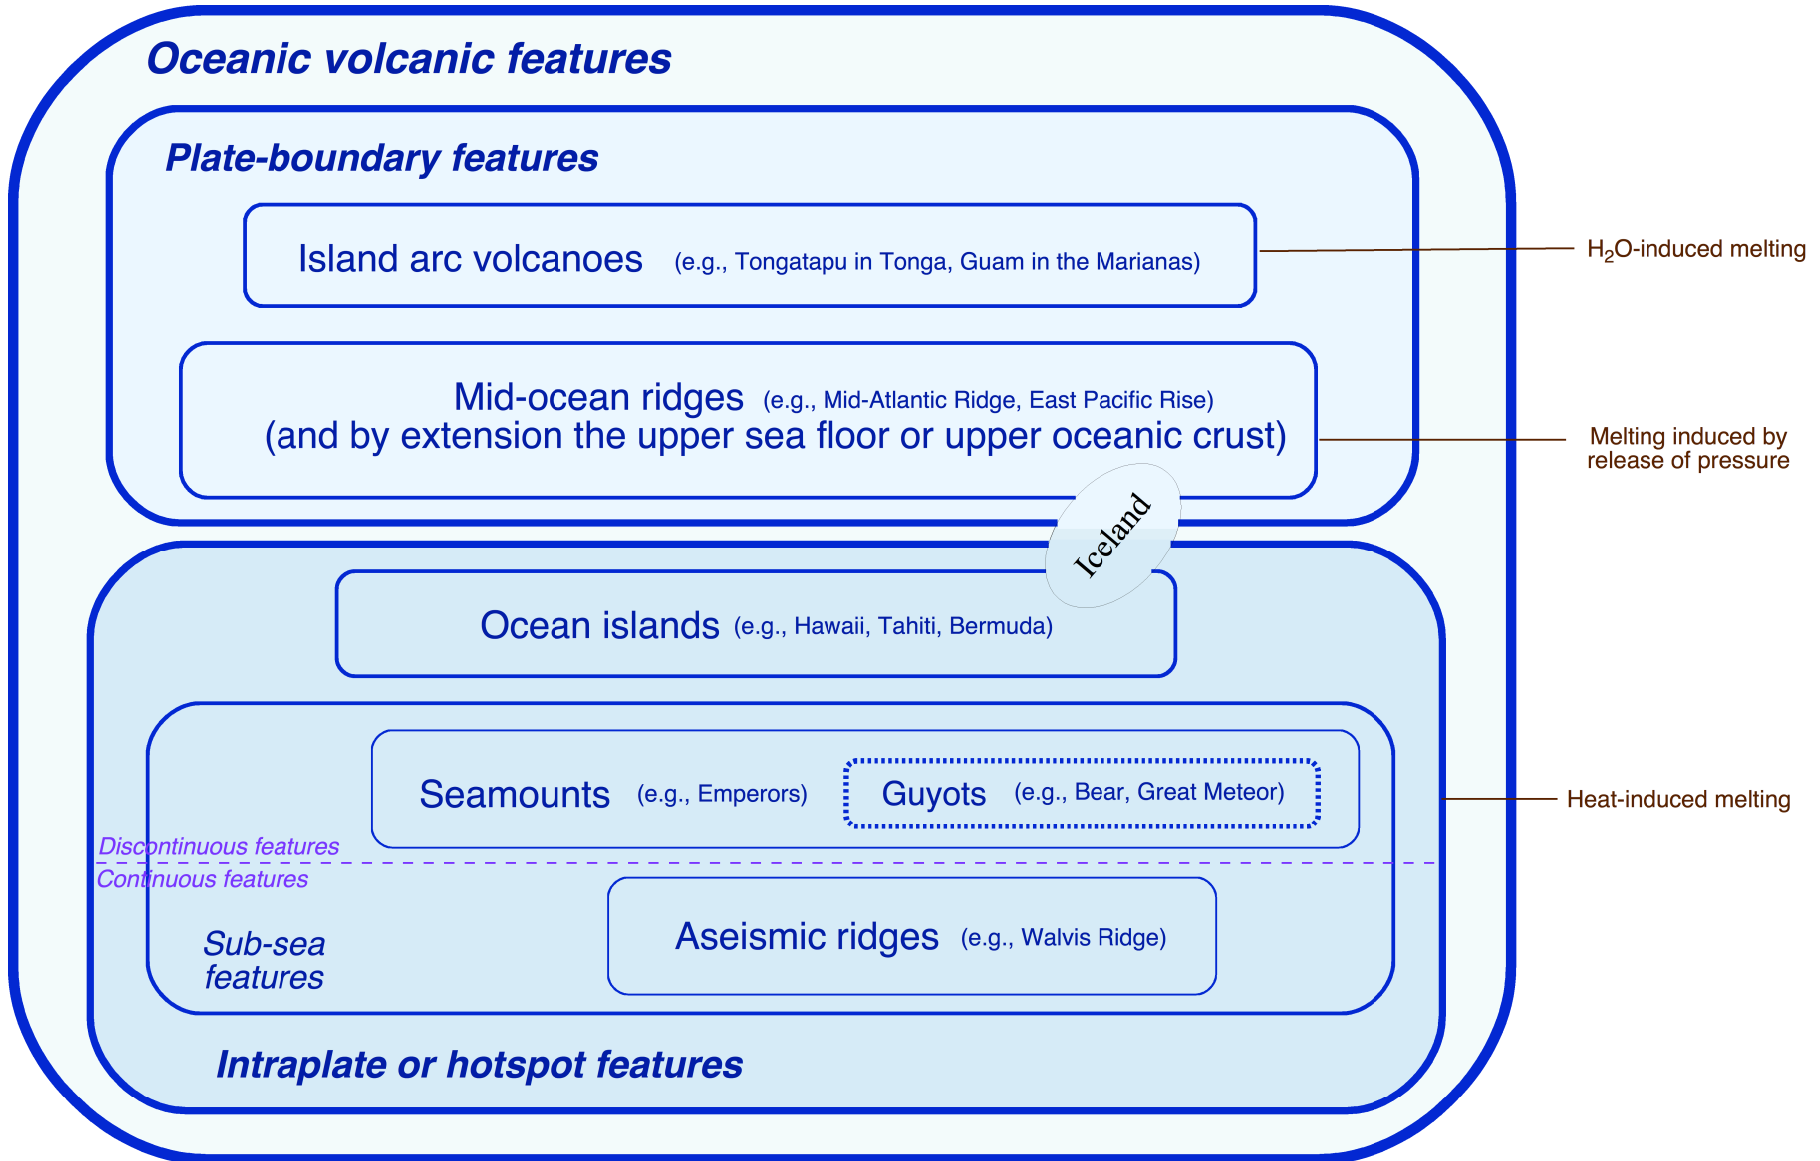 Oceanic volcanic features
Plate-boundary features
Island arc volcanoes (e.g., Tongatapu in Tonga, Guam in the Marianas)
H₂O-induced melting
Mid-ocean ridges (e.g., Mid-Atlantic Ridge, East Pacific Rise)
(and by extension the upper sea floor or upper oceanic crust)
Melting induced by
release of pressure
Iceland
Ocean islands (e.g., Hawaii, Tahiti, Bermuda)
Seamounts (e.g., Emperors)
Guyots (e.g., Bear, Great Meteor)
Heat-induced melting
Discontinuous features
Continuous features
Aseismic ridges (e.g., Walvis Ridge)
Sub-sea
features
Intraplate or hotspot features